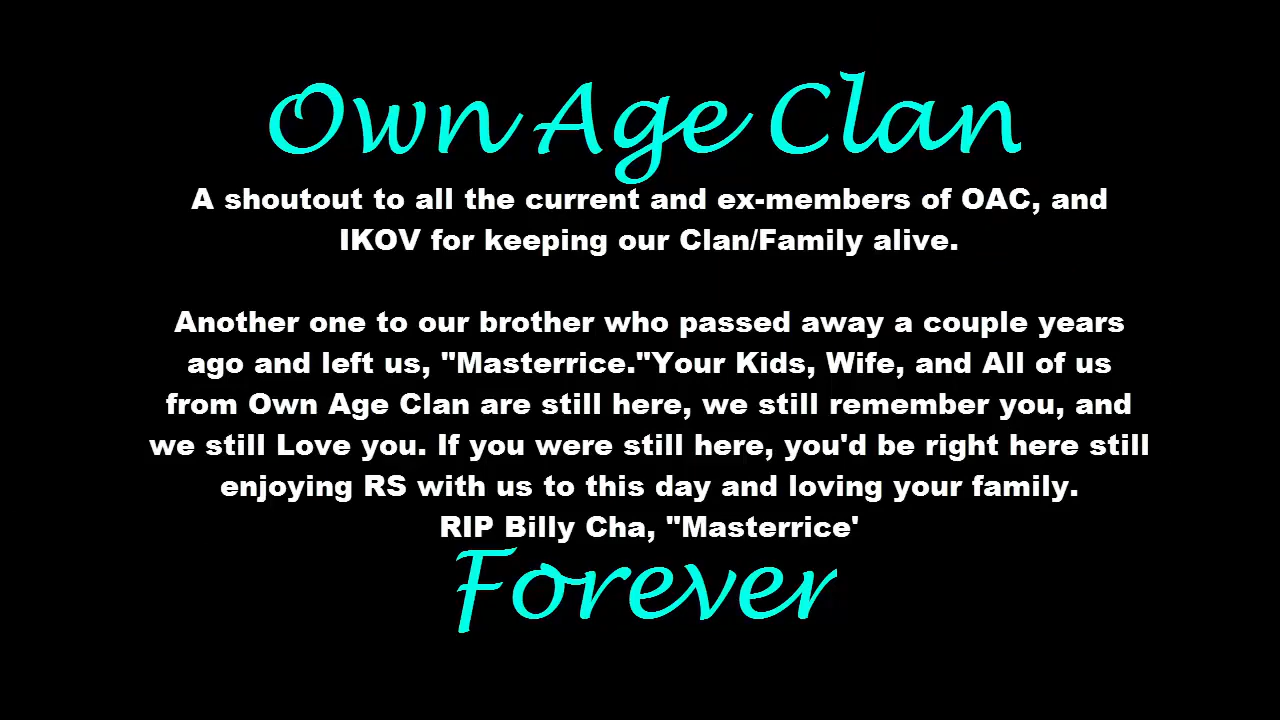 Own Age Clan
A shoutout to all the current and ex-members of OAC, and
IKOV for keeping our Clan/Family alive.
Another one to our brother who passed away a couple years
ago and left us, "Masterrice."Your Kids, Wife, and All of us
from Own Age Clan are still here, we still remember you, and
we still Love you. If you were still here, you'd be right here still
enjoying RS with us to this day and loving your family.
RIP Billy Cha, "Masterrice'
Forever